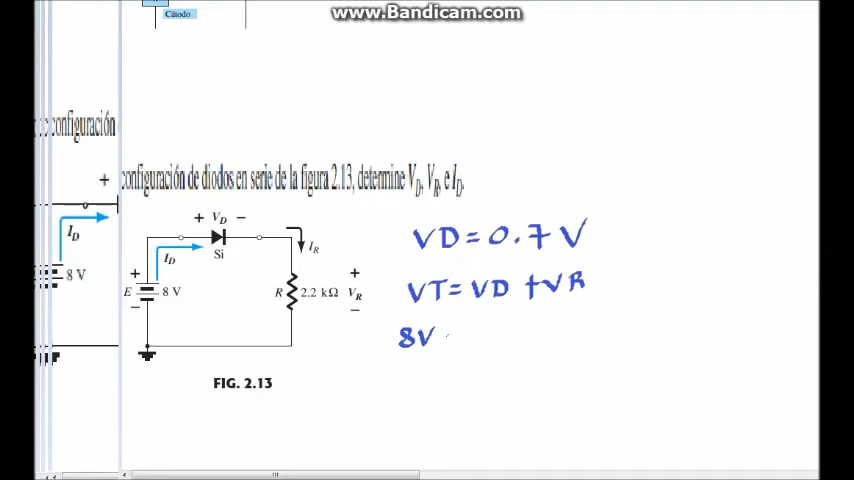 www.Bandicam.com
Cátodo
configuración
configuración de diodos en serie de la figura 2.13, determine VD, VR, e ID.
+
+ VD −
ID
ID
IR
Si
8 V
+
E
8 V
−
R
2.2 kΩ
+
VR
−
FIG. 2.13
VD = 0.7 V
VT = VD + VR
8V